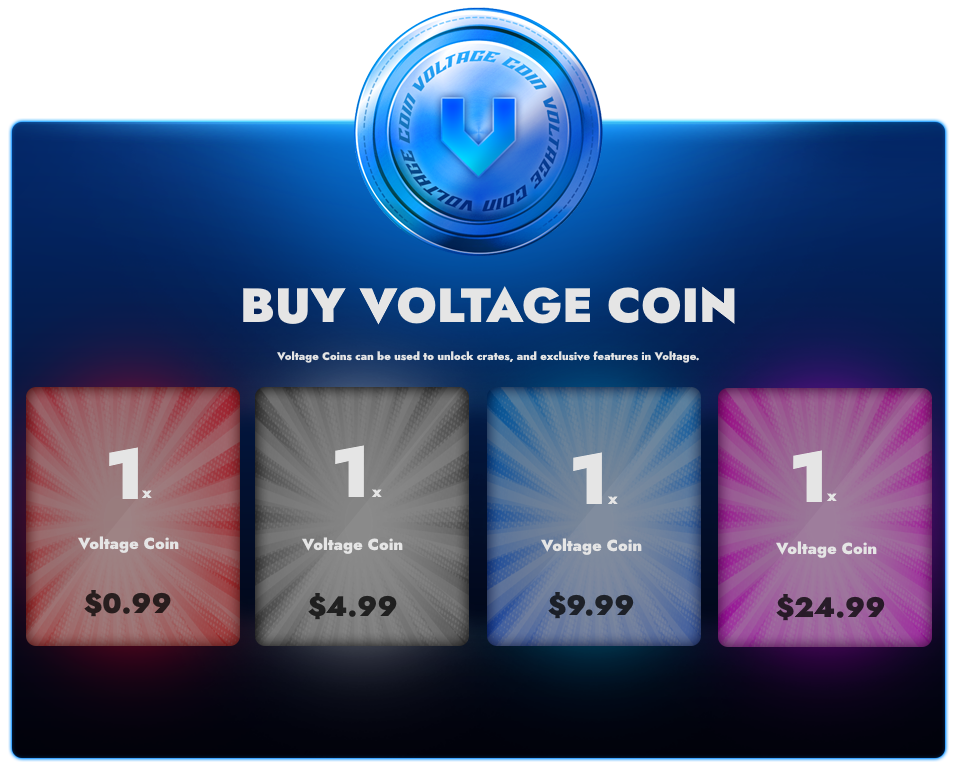 VOLTAGE COIN VOLTAGE COIN VOLTAGE COIN
BUY VOLTAGE COIN
Voltage Coins can be used to unlock crates, and exclusive features in Voltage.
1x
Voltage Coin
$0.99
1x
Voltage Coin
$4.99
1x
Voltage Coin
$9.99
1x
Voltage Coin
$24.99